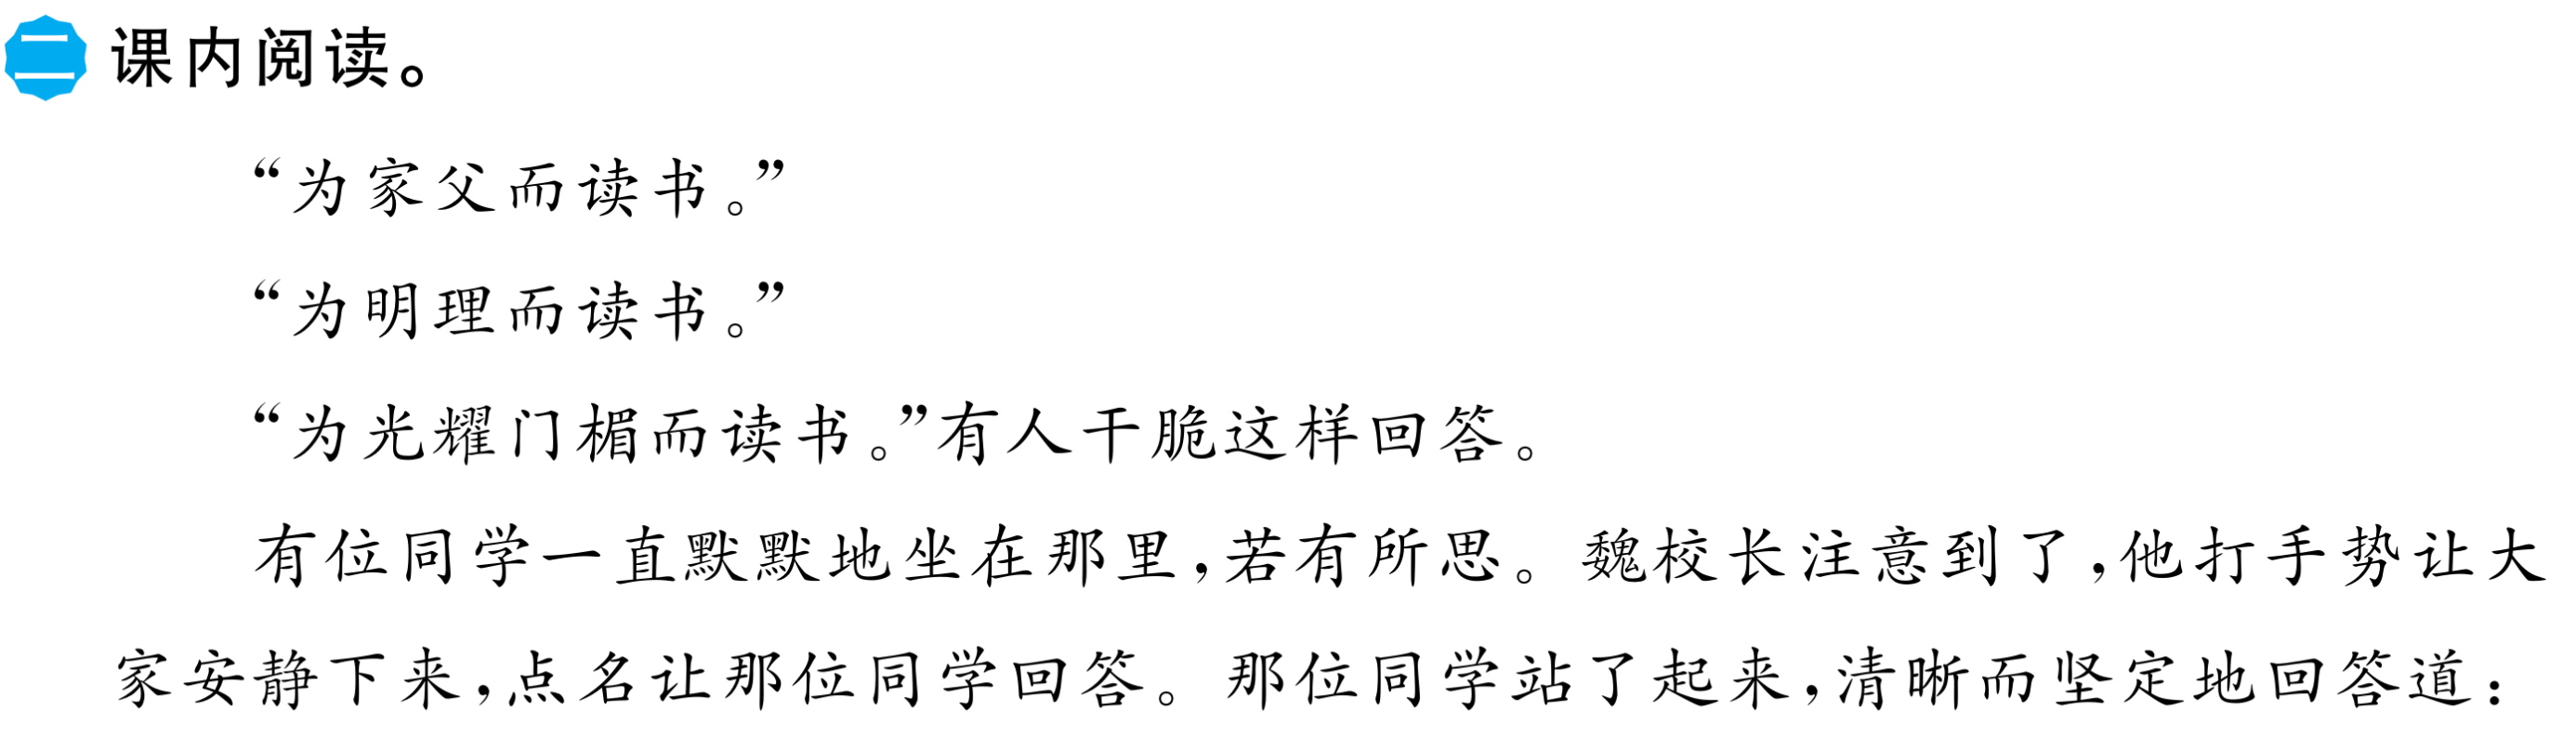 二 课内阅读。
“为家父而读书。”
“为明理而读书。”
“为光耀门楣而读书。”有人干脆这样回答。
有位同学一直默默地坐在那里,若有所思。魏校长注意到了,他打手势让大
家安静下来,点名让那位同学回答。那位同学站了起来,清晰而坚定地回答道: